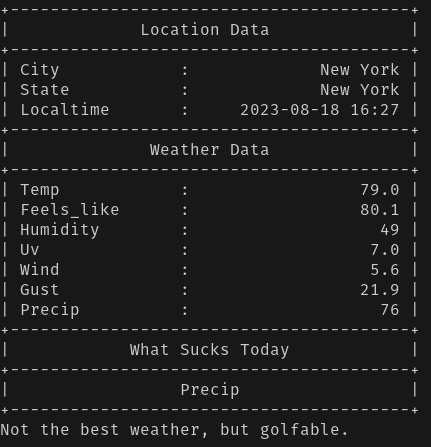 +----------------------------------------+
|             Location Data              |
+----------------------------------------+
| City            :             New York |
| State           :             New York |
| Localtime       :     2023-08-18 16:27 |
+----------------------------------------+
|              Weather Data              |
+----------------------------------------+
| Temp            :                 79.0 |
| Feels_like      :                 80.1 |
| Humidity        :                   49 |
| Uv              :                  7.0 |
| Wind            :                  5.6 |
| Gust            :                 21.9 |
| Precip          :                   76 |
+----------------------------------------+
|            What Sucks Today            |
+----------------------------------------+
|                 Precip                 |
+----------------------------------------+
Not the best weather, but golfable.